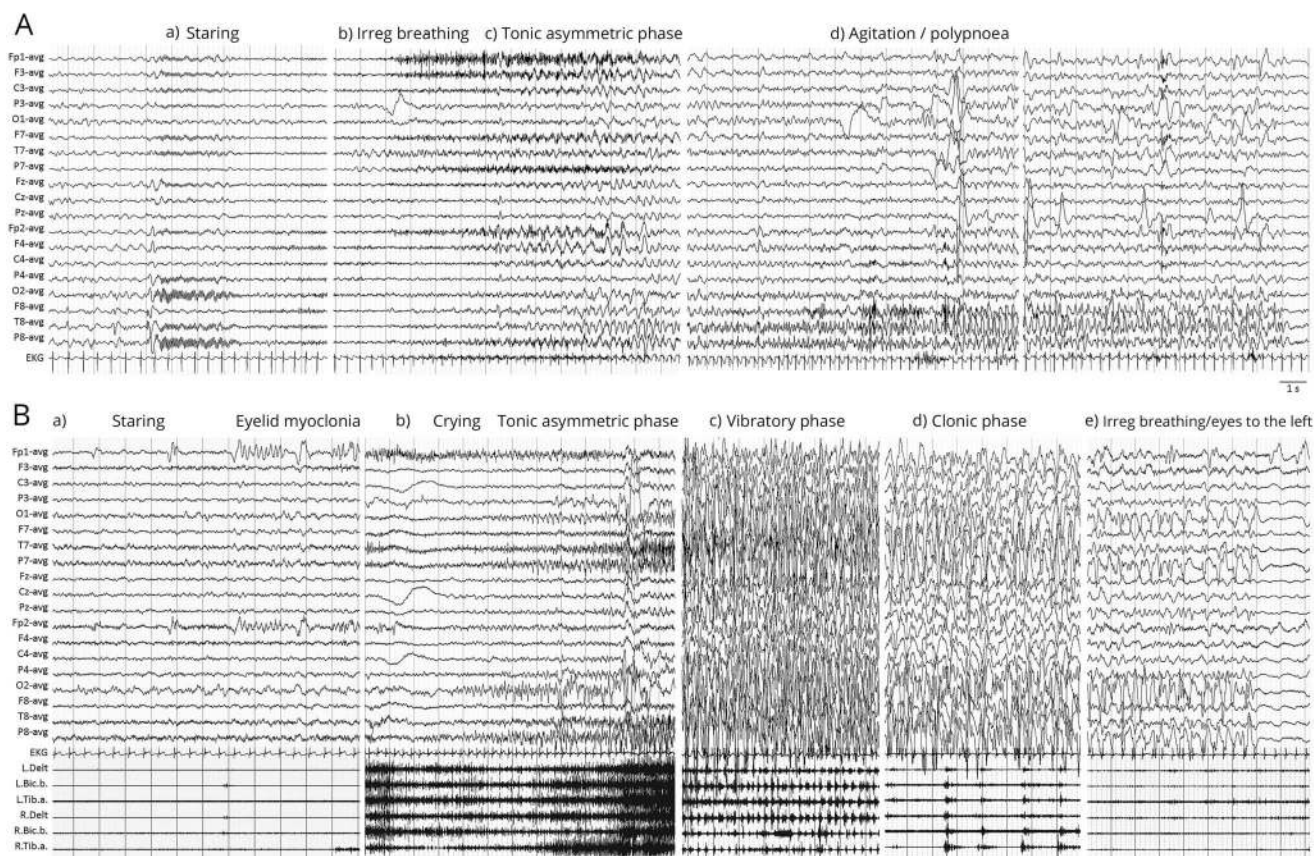 A
a) Staring
b) Irreg breathing
c) Tonic asymmetric phase
d) Agitation / polypnoea
Fp1-avg
F3-avg
C3-avg
P3-avg
O1-avg
F7-avg
T7-avg
P7-avg
Fz-avg
Cz-avg
Pz-avg
Fp2-avg
F4-avg
C4-avg
P4-avg
O2-avg
F8-avg
T8-avg
P8-avg
EKG
1 s
B
a) Staring Eyelid myoclonia
b) Crying Tonic asymmetric phase
c) Vibratory phase
d) Clonic phase
e) Irreg breathing/eyes to the left
Fp1-avg
F3-avg
C3-avg
P3-avg
O1-avg
F7-avg
T7-avg
P7-avg
Fz-avg
Cz-avg
Pz-avg
Fp2-avg
F4-avg
C4-avg
P4-avg
O2-avg
F8-avg
T8-avg
P8-avg
EKG
L.Delt
L.Bic.b.
L.Tib.a.
R.Delt
R.Bic.b.
R.Tib.a.